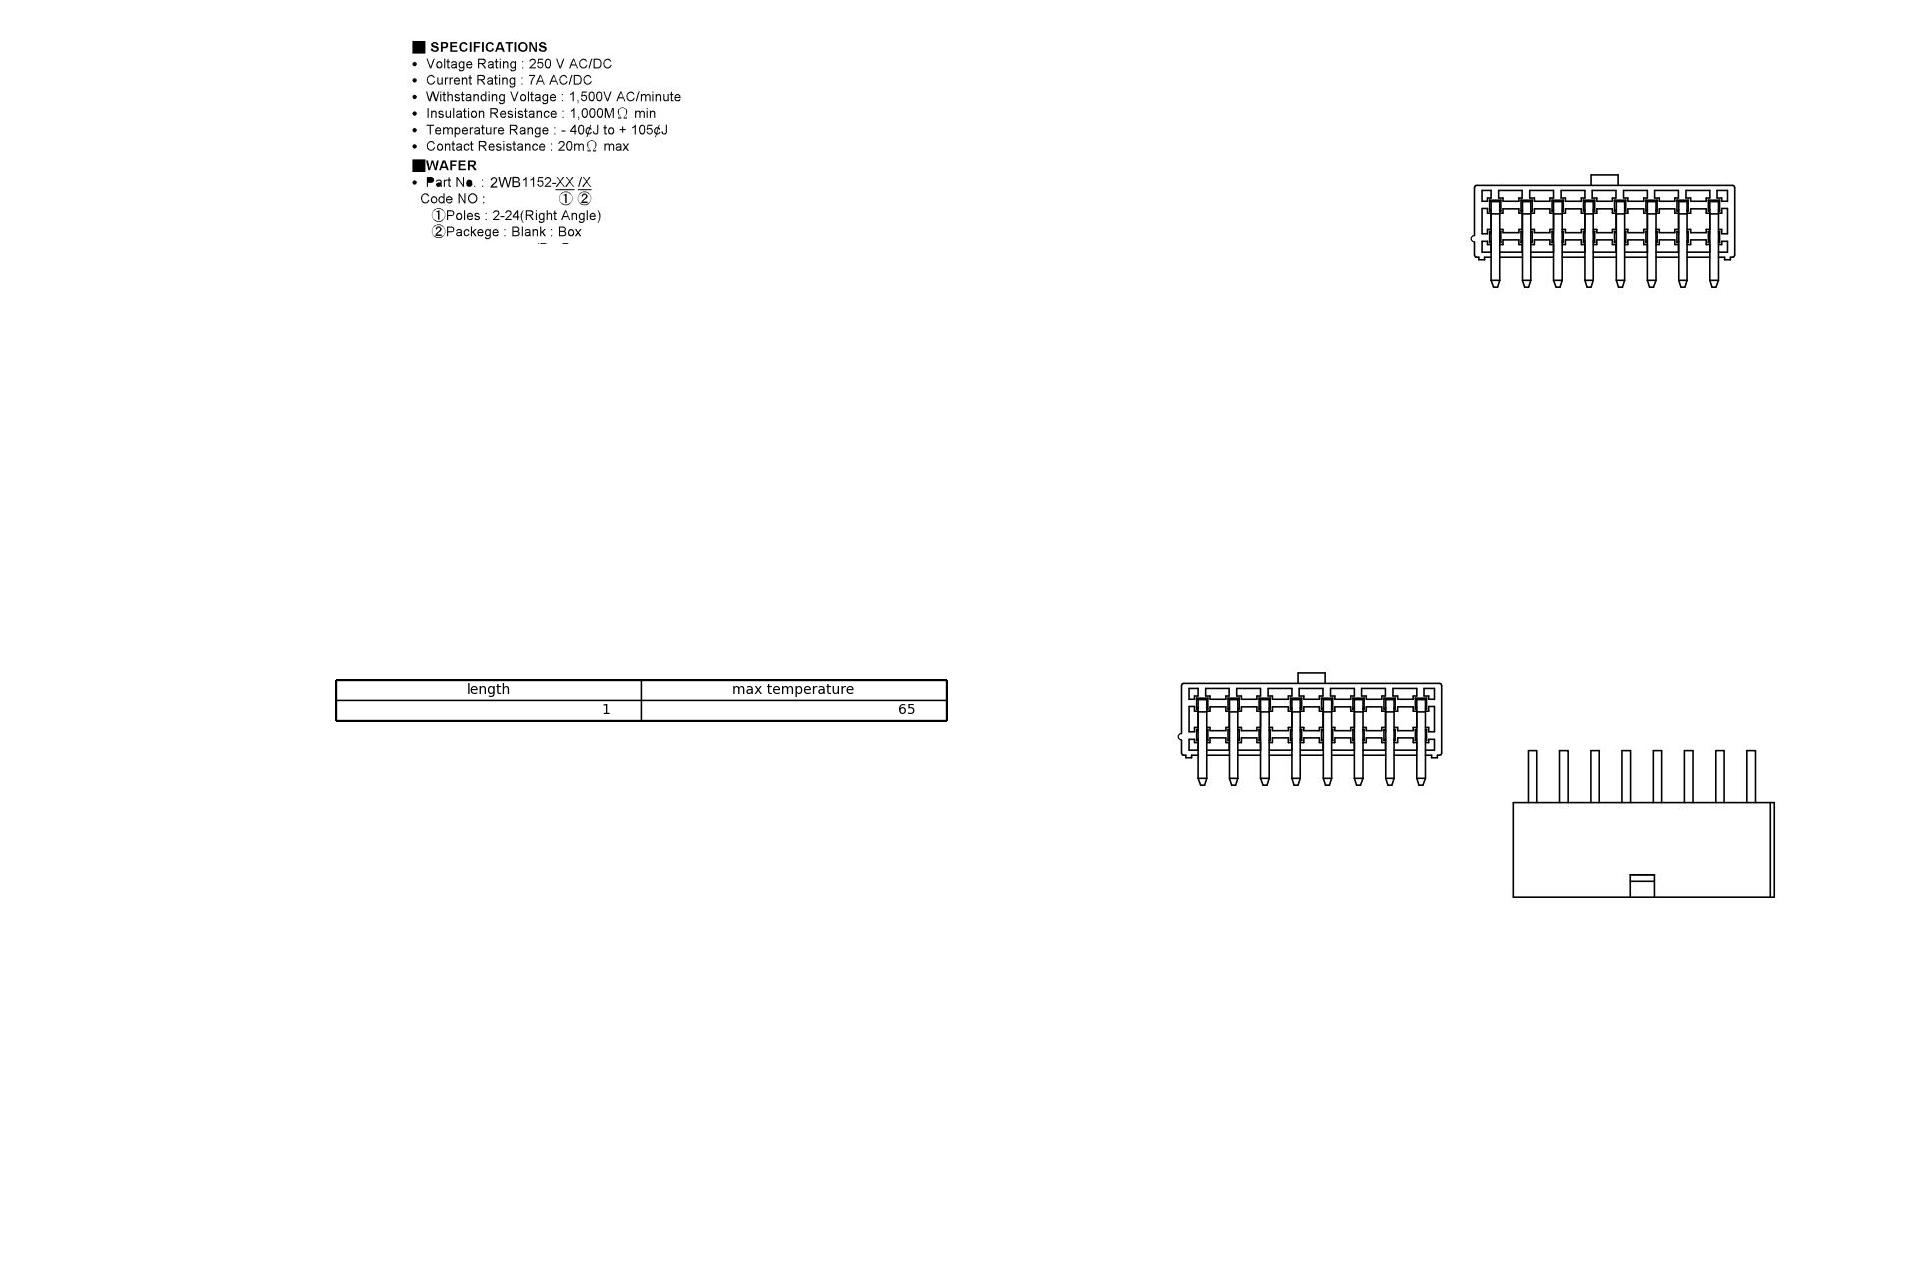 ■ SPECIFICATIONS
• Voltage Rating : 250 V AC/DC
• Current Rating : 7A AC/DC
• Withstanding Voltage : 1,500V AC/minute
• Insulation Resistance : 1,000MΩ min
• Temperature Range : - 40¢J to + 105¢J
• Contact Resistance : 20mΩ max
■WAFER
• Part No. : 2WB1152-XX /X
Code NO : ① ②
①Poles : 2-24(Right Angle)
②Packege : Blank : Box
length max temperature
1 65